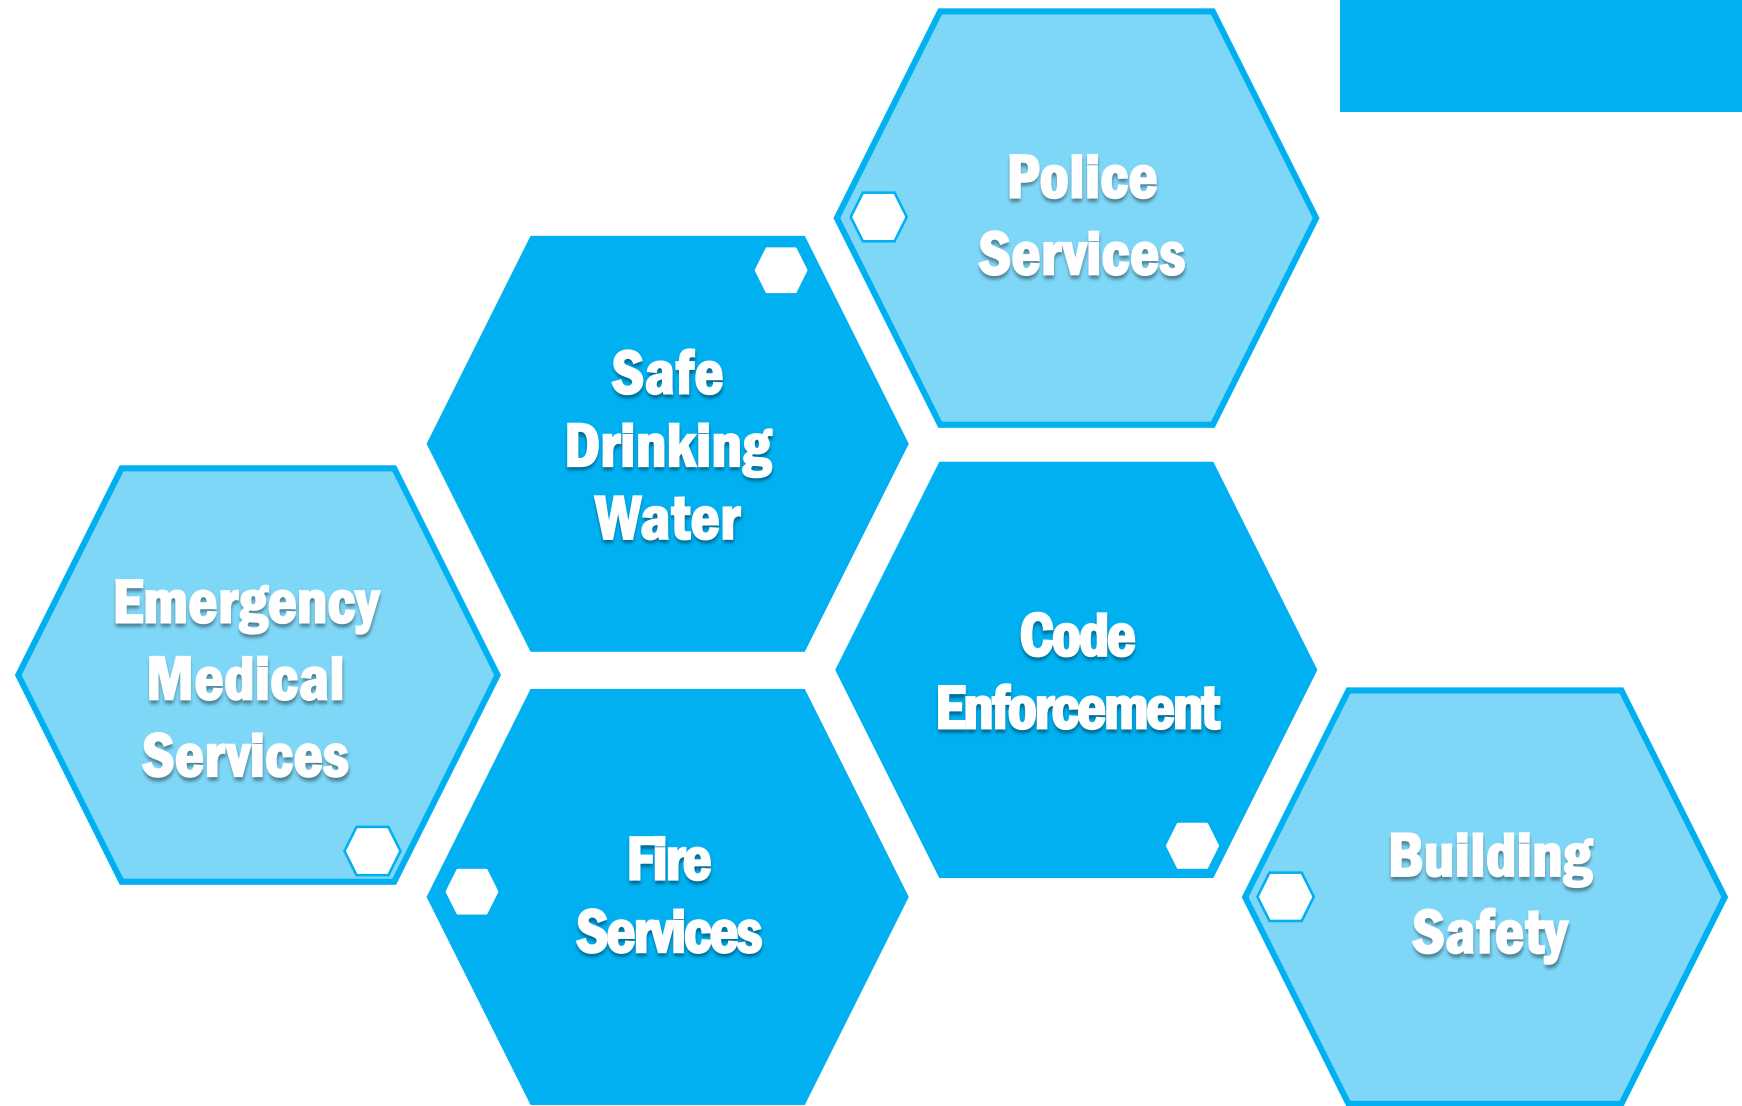 Police
Services
Safe
Drinking
Water
Emergency
Medical
Services
Code
Enforcement
Fire
Services
Building
Safety